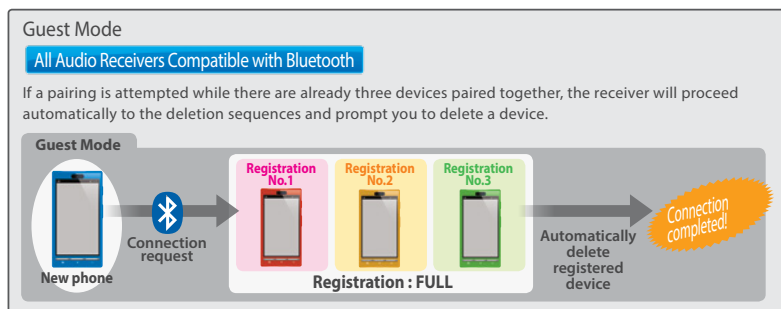 Guest Mode
All Audio Receivers Compatible with Bluetooth
If a pairing is attempted while there are already three devices paired together, the receiver will proceed
automatically to the deletion sequences and prompt you to delete a device.
Guest Mode
New phone
Connection
request
Registration
No.1
Registration
No.2
Registration
No.3
Registration : FULL
Automatically
delete
registered
device
Connection
completed!